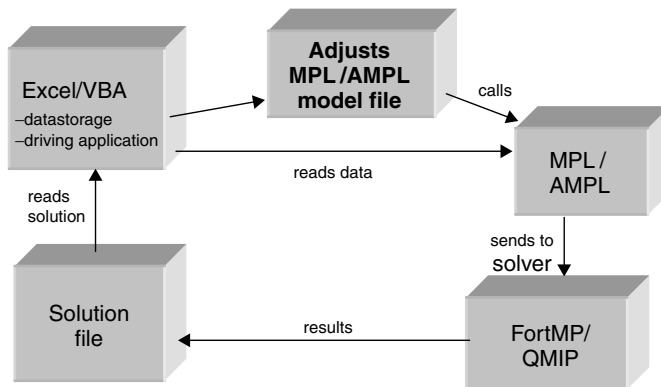 Adjusts
MPL/AMPL
model file
Excel/VBA
–datastorage
–driving application
calls
MPL/
AMPL
reads data
reads
solution
sends to
solver
Solution
file
results
FortMP/
QMIP